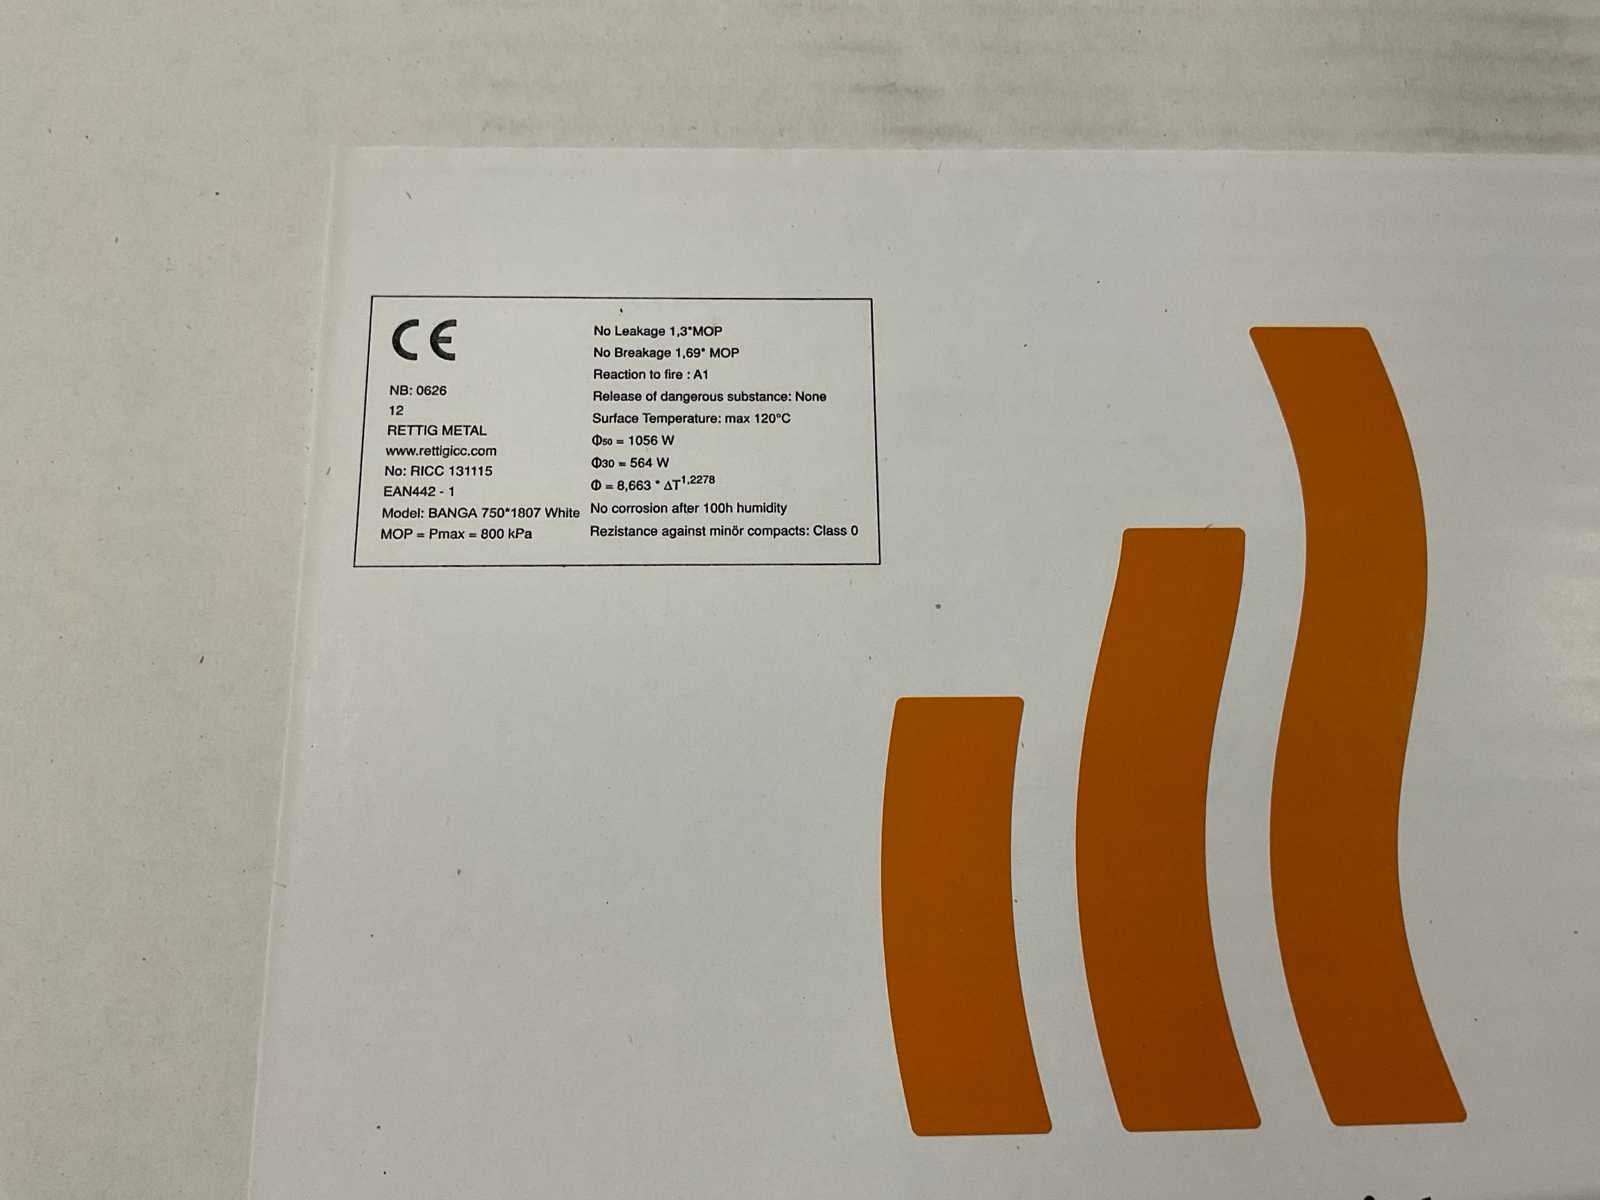 CE
NB: 0626
12
RETTIG METAL
www.rettigicc.com
No: RICC 131115
EAN442 - 1
Model: BANGA 750*1807 White
MOP = Pmax = 800 kPa
No Leakage 1,3*MOP
No Breakage 1,69* MOP
Reaction to fire : A1
Release of dangerous substance: None
Surface Temperature: max 120°C
Φ50 = 1056 W
Φ30 = 564 W
Φ = 8,663 * ΔT1,2278
No corrosion after 100h humidity
Rezistance against minör compacts: Class 0